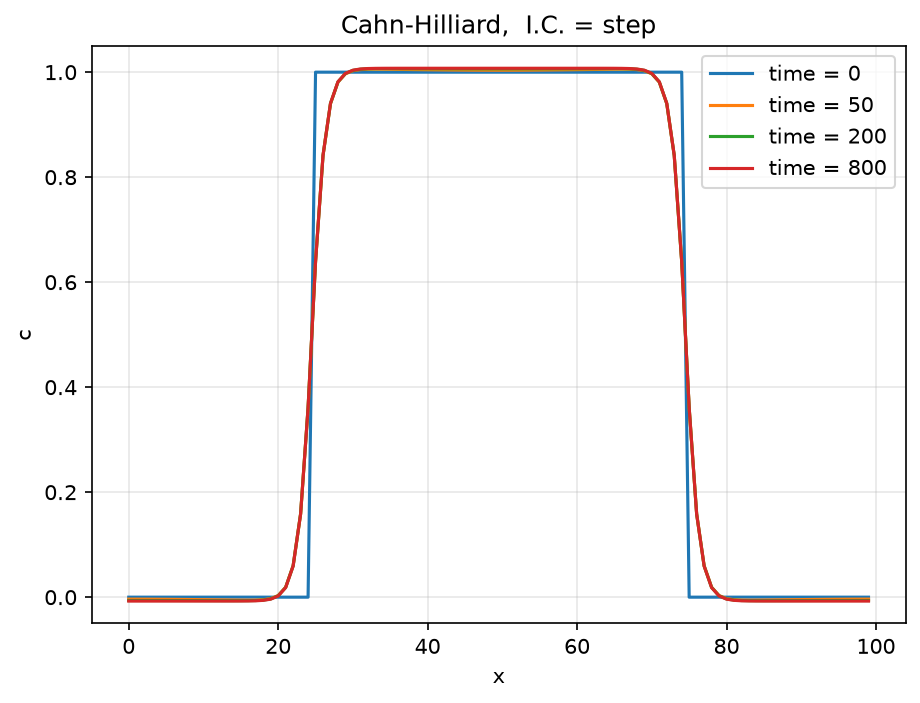 Cahn-Hilliard,  I.C. = step
time = 0
time = 50
time = 200
time = 800
1.0
0.8
0.6
0.4
0.2
0.0
c
0 20 40 60 80 100
x